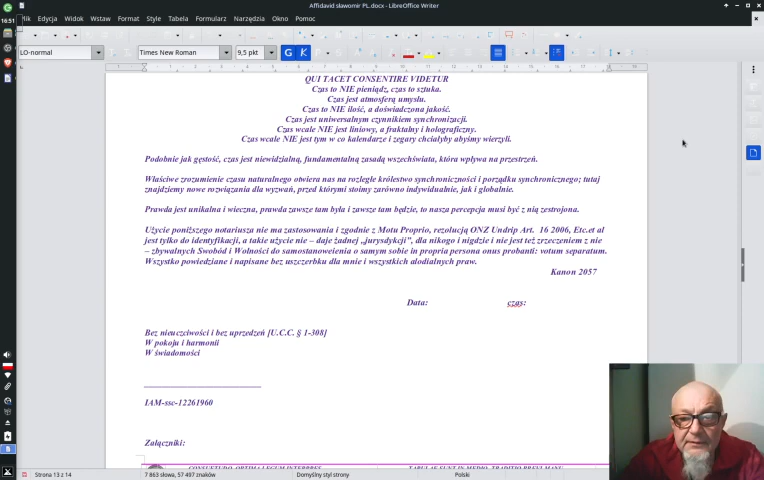 Affidavid sławomir PL.docx - LibreOffice Writer
16:51
Plik Edycja Widok Wstaw Format Style Tabela Formularz Narzędzia Okno Pomoc
LO-normal Times New Roman 9,5 pkt G K
QUI TACET CONSENTIRE VIDETUR
Czas to NIE pieniądz, czas to sztuka.
Czas jest atmosferą umysłu.
Czas to NIE ilość, a doświadczona jakość.
Czas jest uniwersalnym czynnikiem synchronizacji.
Czas wcale NIE jest liniowy, a fraktalny i holograficzny.
Czas wcale NIE jest tym w co kalendarze i zegary chciałyby abyśmy wierzyli.
Podobnie jak gęstość, czas jest niewidzialną, fundamentalną zasadą wszechświata, która wpływa na przestrzeń.
Właściwe zrozumienie czasu naturalnego otwiera nas na rozległe królestwo synchroniczności i porządku synchronicznego; tutaj
znajdziemy nowe rozwiązania dla wyzwań, przed którymi stoimy zarówno indywidualnie, jak i globalnie.
Prawda jest unikalna i wieczna, prawda zawsze tam była i zawsze tam będzie, to nasza percepcja musi być z nią zestrojona.
Użycie poniższego notariusza nie ma zastosowania i zgodnie z Motu Proprio, rezolucją ONZ Undrip Art. 16 2006, Etc.et al
jest tylko do identyfikacji, a takie użycie nie – daje żadnej „jurysdykcji", dla nikogo i nigdzie i nie jest też zrzeczeniem z nie
– zbywalnych Swobód i Wolności do samostanowienia o samym sobie in propria persona onus probanti: votum separatum.
Wszystko powiedziane i napisane bez uszczerbku dla mnie i wszystkich alodialnych praw.
Kanon 2057
Data: czas:
Bez nieuczciwości i bez uprzedzeń [U.C.C. § 1-308]
W pokoju i harmonii
W świadomości
IAM-ssc-12261960
Załączniki:
CONSUETUDO, OPTIMA LEGUM INTERPRES
Strona 13 z 14 7 863 słowa, 57 497 znaków Domyślny styl strony Polski